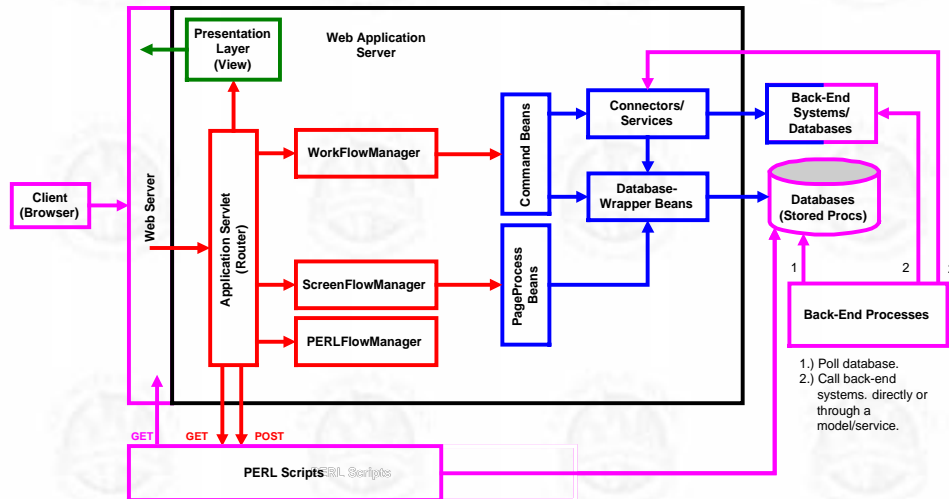 Presentation
Layer
(View)
Web Application
Server
Client
(Browser)
Web Server
Application Servlet
(Router)
WorkFlowManager
ScreenFlowManager
PERLFlowManager
Command Beans
PageProcess
Beans
Connectors/
Services
Database-
Wrapper Beans
Back-End
Systems/
Databases
Databases
(Stored Procs)
1
2
Back-End Processes
1.) Poll database.
2.) Call back-end
systems. directly or
through a
model/service.
GET
GET
POST
PERL Scripts
PERL Scripts